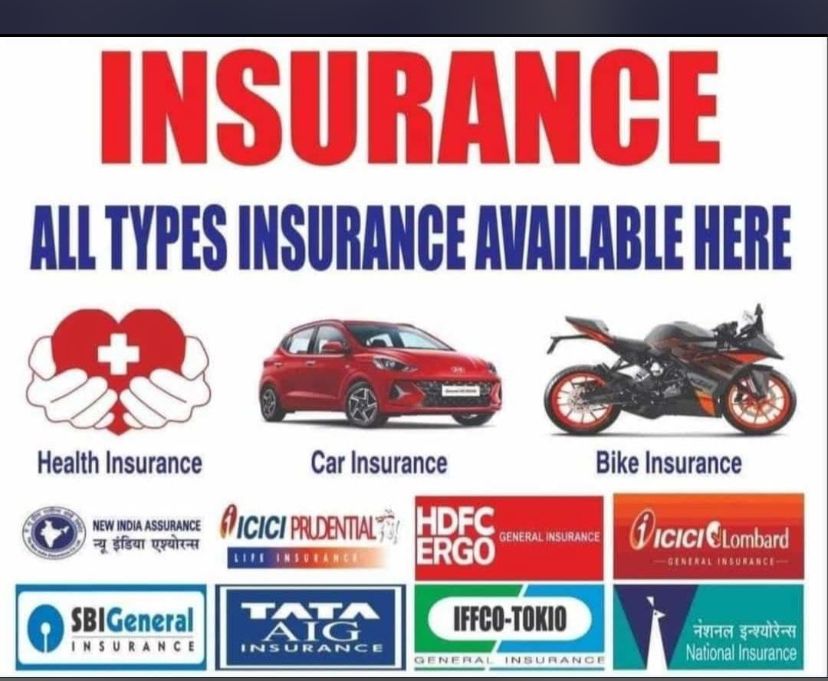 INSURANCE
ALL TYPES INSURANCE AVAILABLE HERE
Health Insurance
Car Insurance
Bike Insurance
NEW INDIA ASSURANCE
न्यू इंडिया एश्योरन्स
ICICI PRUDENTIAL
LIFE INSURANCE
HDFC
ERGO
GENERAL INSURANCE
ICICI Lombard
GENERAL INSURANCE
SBI General
INSURANCE
TATA
AIG
INSURANCE
IFFCO-TOKIO
GENERAL INSURANCE
नेशनल इन्श्योरेन्स
National Insurance